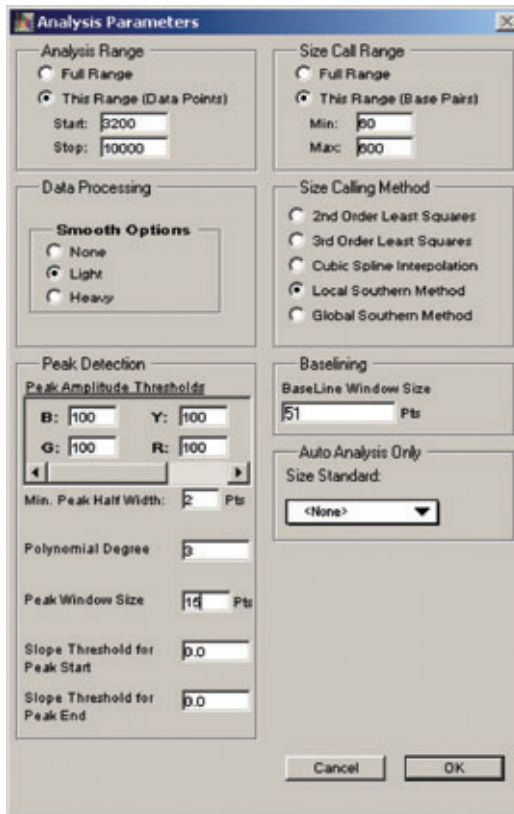 Analysis Parameters
Analysis Range
Full Range
This Range (Data Points)
Start: 3200
Stop: 10000
Size Call Range
Full Range
This Range (Base Pairs)
Min: 60
Max: 600
Data Processing
Smooth Options
None
Light
Heavy
Size Calling Method
2nd Order Least Squares
3rd Order Least Squares
Cubic Spline Interpolation
Local Southern Method
Global Southern Method
Peak Detection
Peak Amplitude Thresholds
B: 100 Y: 100
G: 100 R: 100
Min. Peak Half Width: 2 Pts
Polynomial Degree 3
Peak Window Size 15 Pts
Slope Threshold for Peak Start 0.0
Slope Threshold for Peak End 0.0
Baselining
BaseLine Window Size
51 Pts
Auto Analysis Only
Size Standard:
<None>
Cancel OK